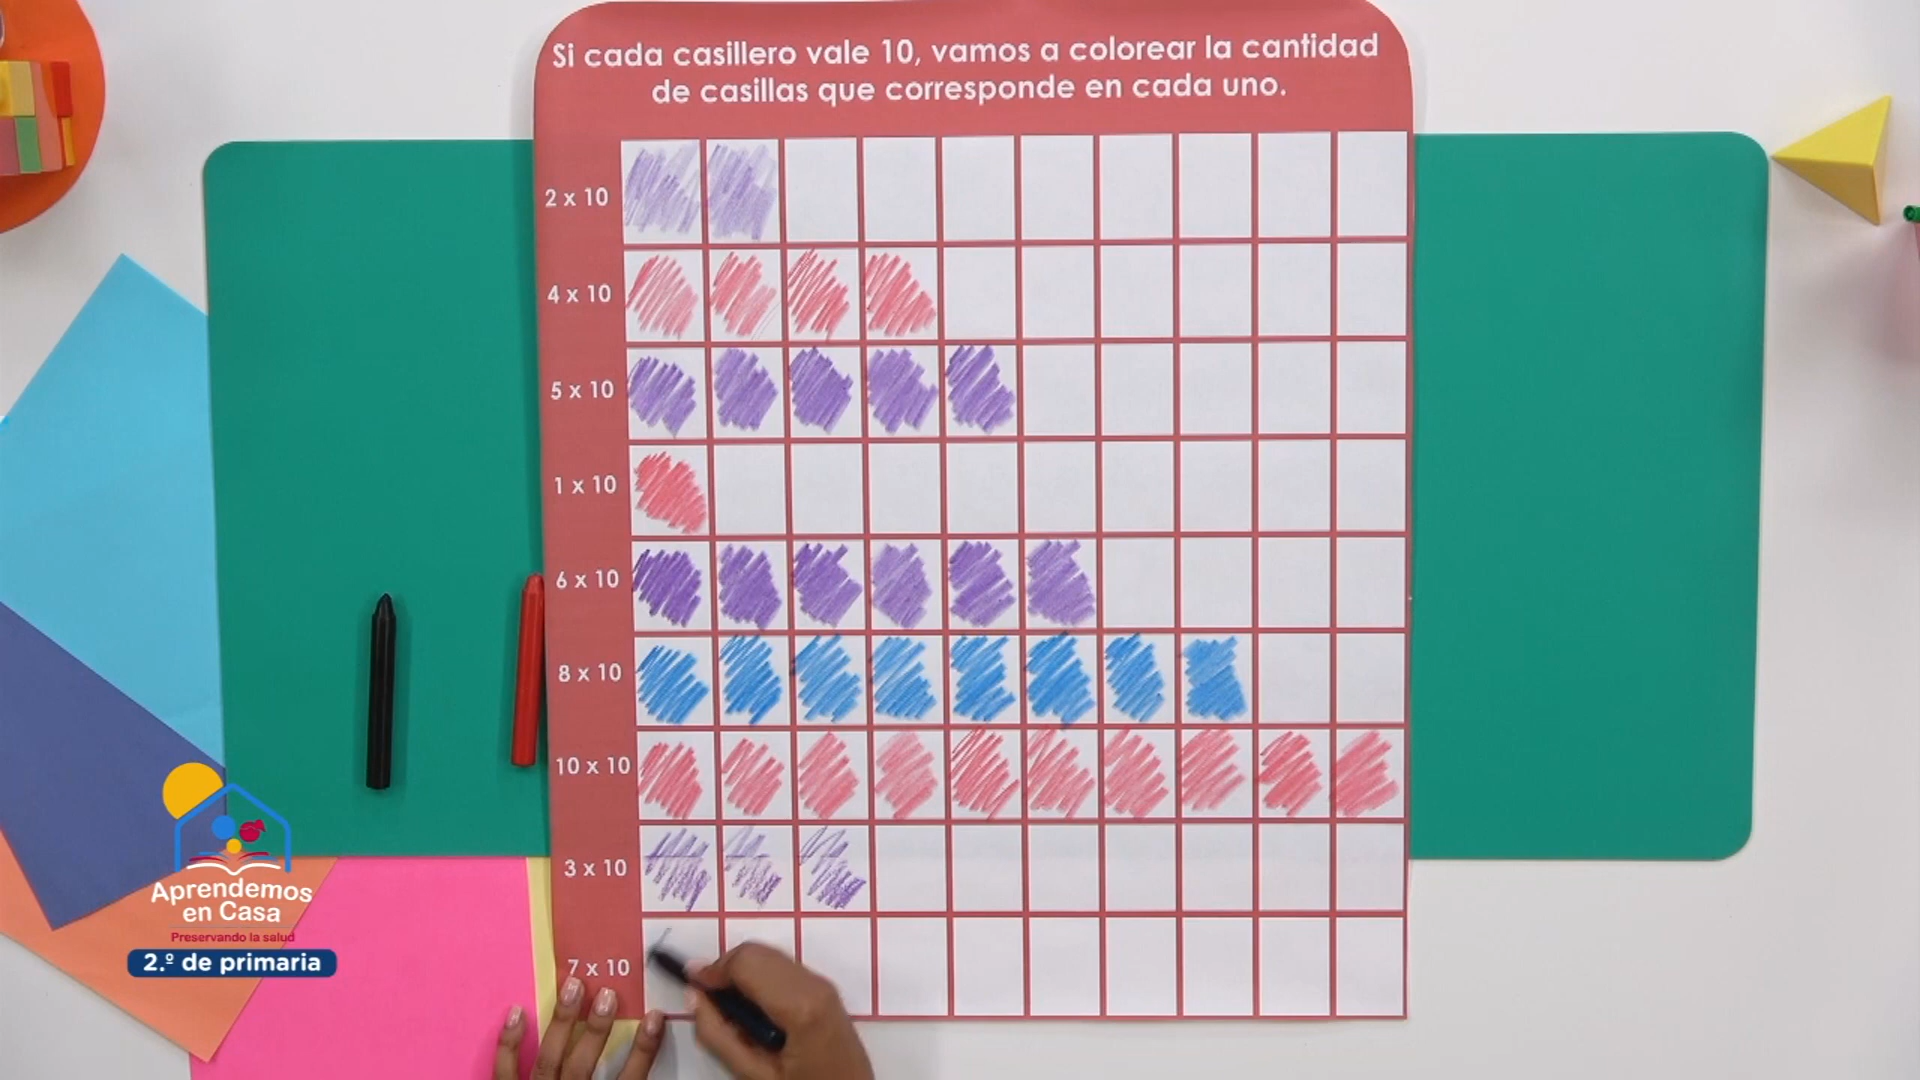 Si cada casillero vale 10, vamos a colorear la cantidad
de casillas que corresponde en cada uno.
2 x 10
4 x 10
5 x 10
1 x 10
6 x 10
8 x 10
10 x 10
3 x 10
7 x 10
Aprendemos
en Casa
Preservando la salud
2.º de primaria